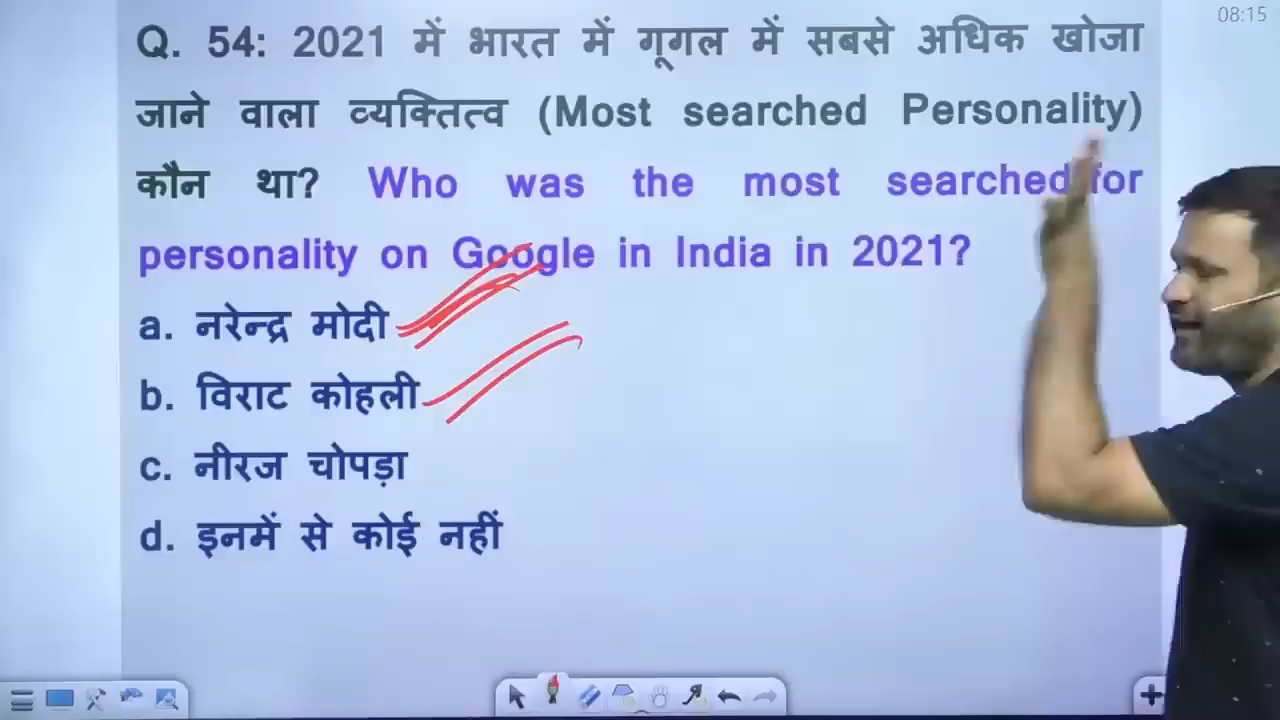 08:15
Q. 54: 2021 में भारत में गूगल में सबसे अधिक खोजा
जाने वाला व्यक्तित्व (Most searched Personality)
कौन था? Who was the most searched for
personality on Google in India in 2021?
a. नरेन्द्र मोदी
b. विराट कोहली
c. नीरज चोपड़ा
d. इनमें से कोई नहीं